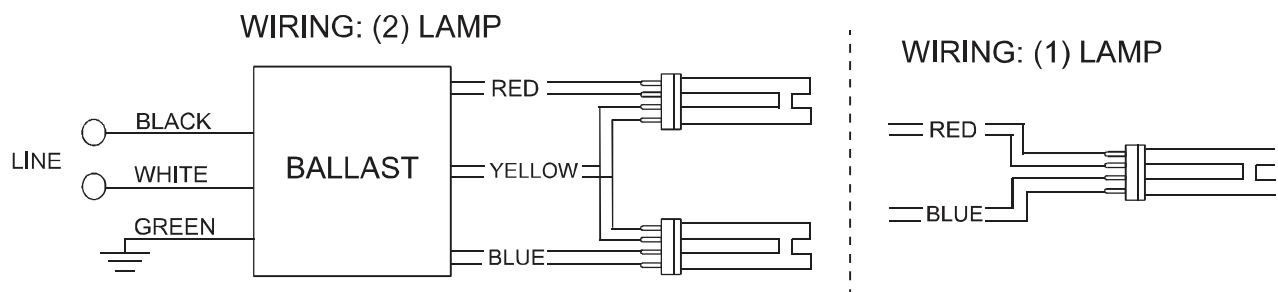 WIRING: (2) LAMP
BLACK
LINE
WHITE
GREEN
BALLAST
RED
YELLOW
BLUE
WIRING: (1) LAMP
RED
BLUE